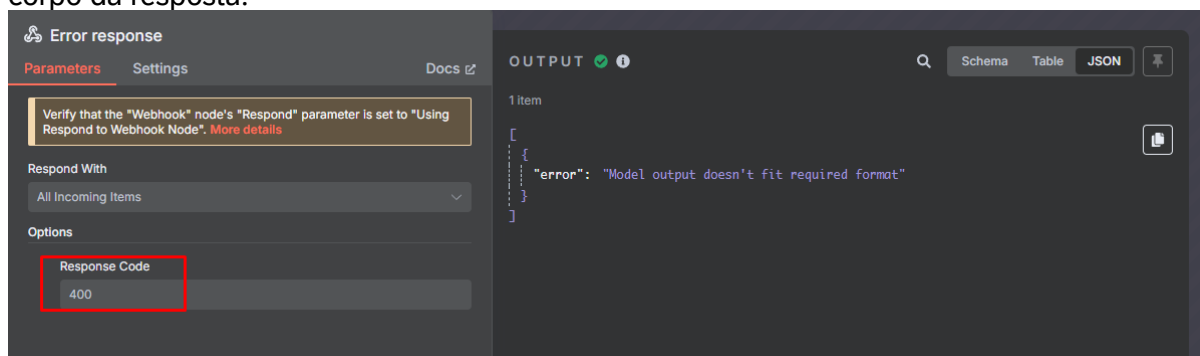 corpo da resposta.
Error response
Parameters Settings Docs
Verify that the "Webhook" node's "Respond" parameter is set to "Using
Respond to Webhook Node". More details
Respond With
All Incoming Items
Options
Response Code
400
OUTPUT
Schema Table JSON
1 item
[
{
"error": "Model output doesn't fit required format"
}
]